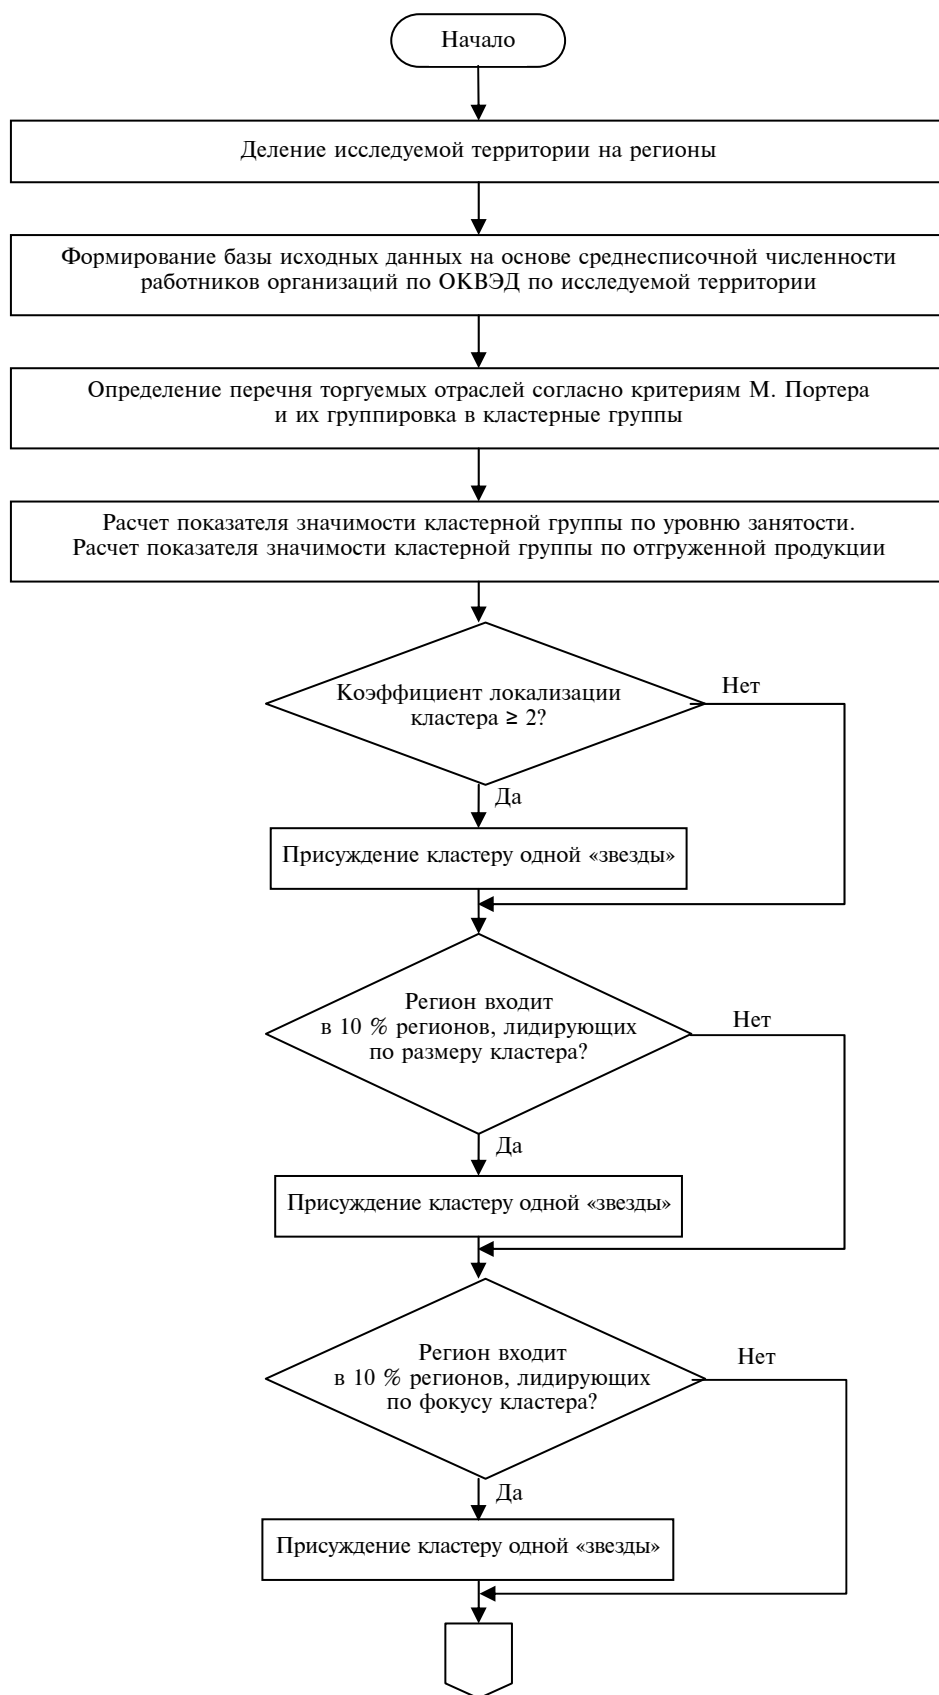 Начало
Деление исследуемой территории на регионы
Формирование базы исходных данных на основе среднесписочной численности
работников организаций по ОКВЭД по исследуемой территории
Определение перечня торгуемых отраслей согласно критериям М. Портера
и их группировка в кластерные группы
Расчет показателя значимости кластерной группы по уровню занятости.
Расчет показателя значимости кластерной группы по отгруженной продукции
Коэффициент локализации
кластера ≥ 2?
Нет
Да
Присуждение кластеру одной «звезды»
Регион входит
в 10 % регионов, лидирующих
по размеру кластера?
Нет
Да
Присуждение кластеру одной «звезды»
Регион входит
в 10 % регионов, лидирующих
по фокусу кластера?
Нет
Да
Присуждение кластеру одной «звезды»